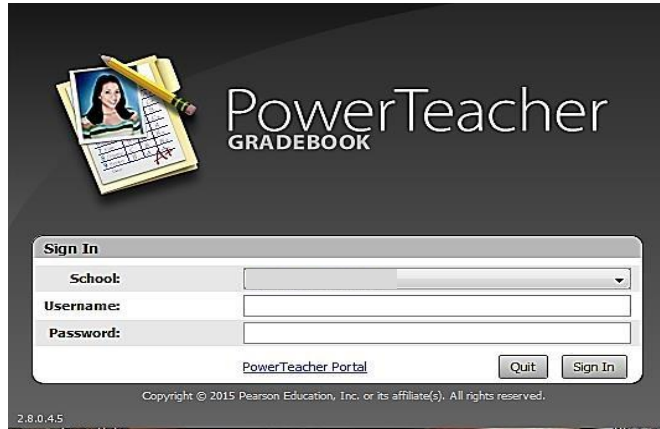 PowerTeacher
GRADEBOOK
A+
Sign In
School:
Username:
Password:
PowerTeacher Portal Quit Sign In
Copyright © 2015 Pearson Education, Inc. or its affiliate(s). All rights reserved.
2.8.0.4.5